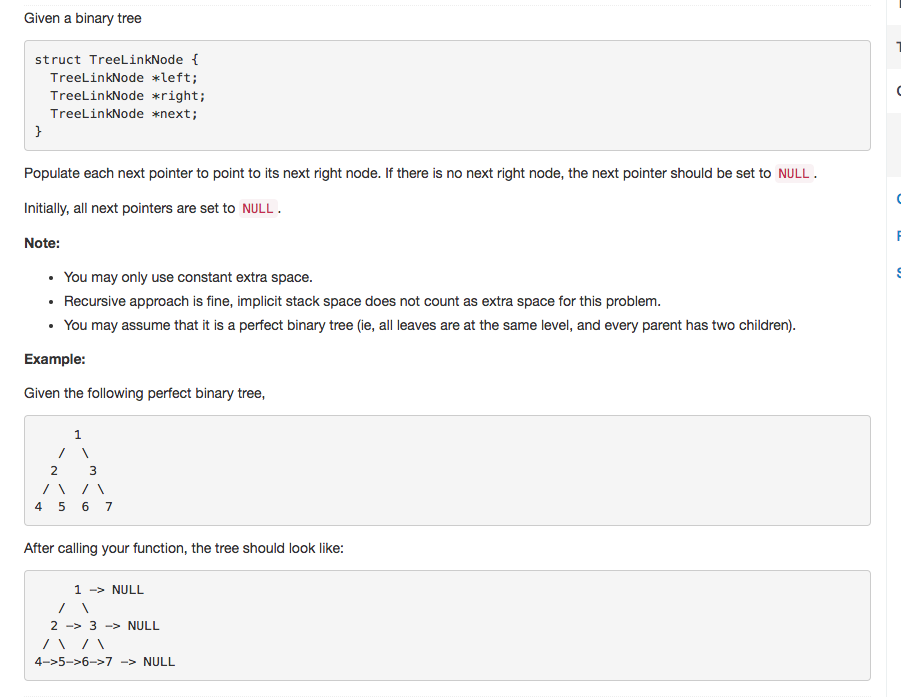 Given a binary tree
struct TreeLinkNode {
  TreeLinkNode *left;
  TreeLinkNode *right;
  TreeLinkNode *next;
}
Populate each next pointer to point to its next right node. If there is no next right node, the next pointer should be set to NULL .
Initially, all next pointers are set to NULL .
Note:
• You may only use constant extra space.
• Recursive approach is fine, implicit stack space does not count as extra space for this problem.
• You may assume that it is a perfect binary tree (ie, all leaves are at the same level, and every parent has two children).
Example:
Given the following perfect binary tree,
     1
   /  \
  2    3
 / \  / \
4  5  6  7
After calling your function, the tree should look like:
     1 -> NULL
   /  \
  2 -> 3 -> NULL
 / \  / \
4->5->6->7 -> NULL